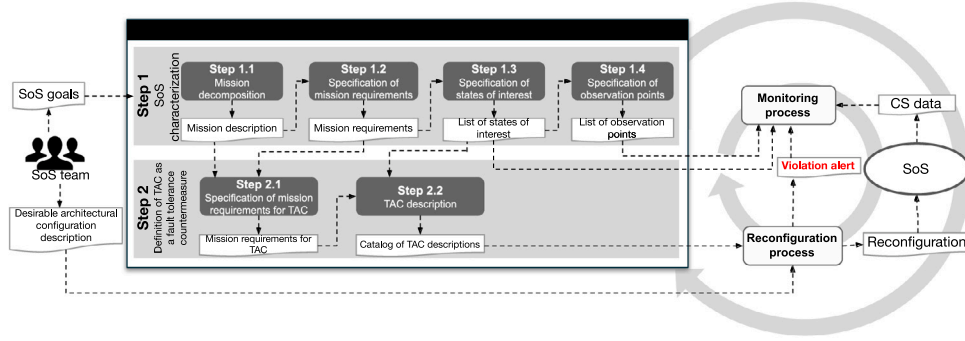 SoS goals
SoS team
Desirable architectural
configuration description
Step 1
SoS
characterization
Step 1.1
Mission
decomposition
Mission description
Step 1.2
Specification of
mission requirements
Mission requirements
Step 1.3
Specification of
states of interest
List of states of
interest
Step 1.4
Specification of
observation points
List of observation
points
Step 2
Definition of TAC as
a fault tolerance
countermeasure
Step 2.1
Specification of mission
requirements for TAC
Mission requirements for
TAC
Step 2.2
TAC description
Catalog of TAC descriptions
Monitoring
process
CS data
Violation alert
SoS
Reconfiguration
process
Reconfiguration